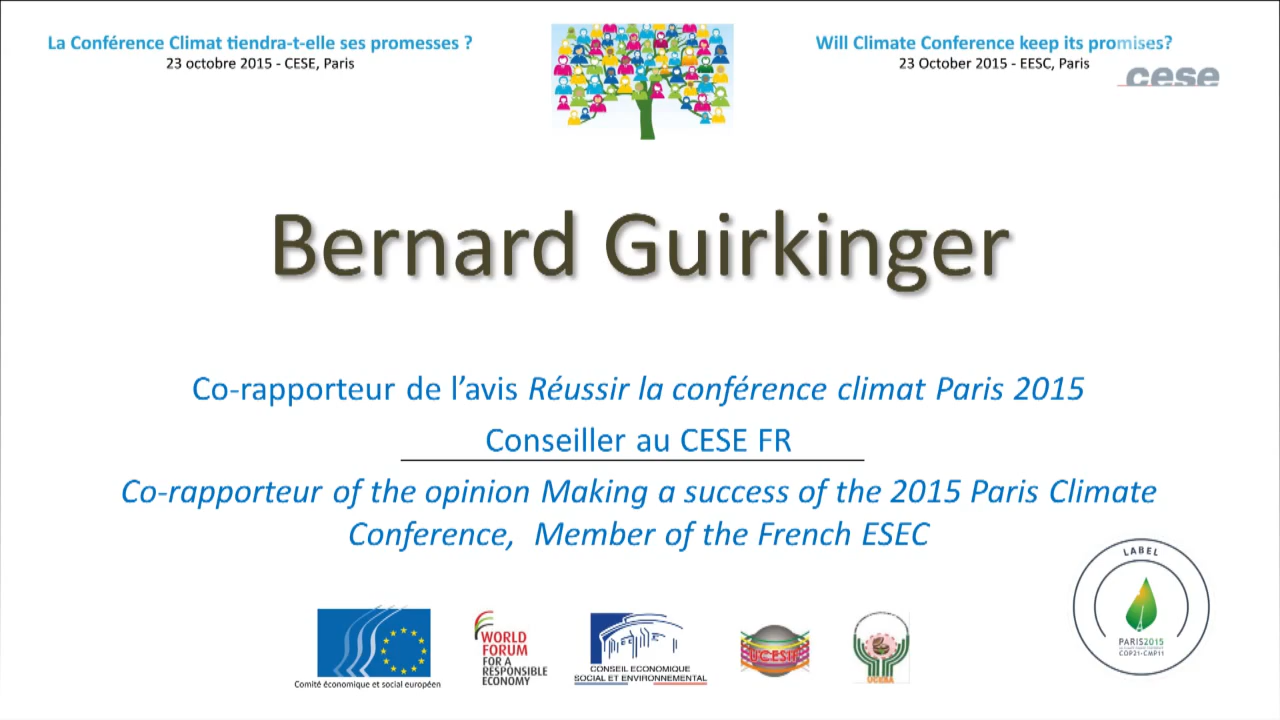 La Conférence Climat tiendra-t-elle ses promesses ?
23 octobre 2015 - CESE, Paris
Will Climate Conference keep its promises?
23 October 2015 - EESC, Paris
cese
Bernard Guirkinger
Co-rapporteur de l’avis Réussir la conférence climat Paris 2015
Conseiller au CESE FR
Co-rapporteur of the opinion Making a success of the 2015 Paris Climate
Conference, Member of the French ESEC
LABEL
PARIS2015
COP21-CMP11
Comité économique et social européen
WORLD
FORUM
FOR A
RESPONSIBLE
ECONOMY
CONSEIL ECONOMIQUE
SOCIAL ET ENVIRONNEMENTAL
UCESIF